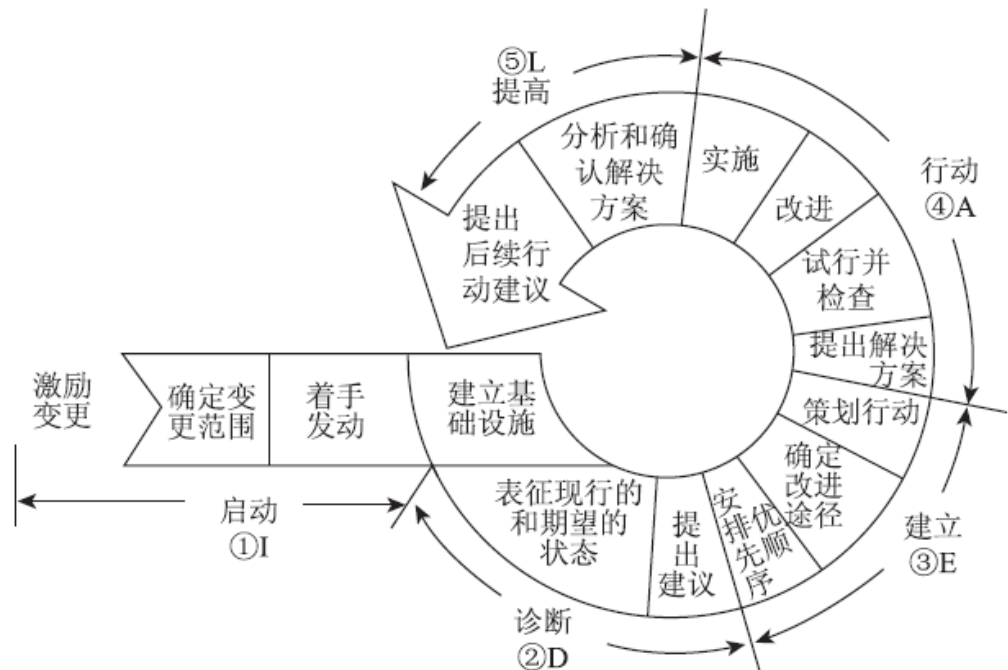 激励
变更
确定变
更范围
着手
发动
建立基
础设施
启动
①I
表征现行的
和期望的
状态
提
出
建议
诊断
②D
安排优先顺序
确定
改进
途径
策划行动
建立
③E
提出解决
方案
试行并
检查
改进
实施
行动
④A
分析和确
认解决
方案
提出
后续行
动建议
⑤L
提高